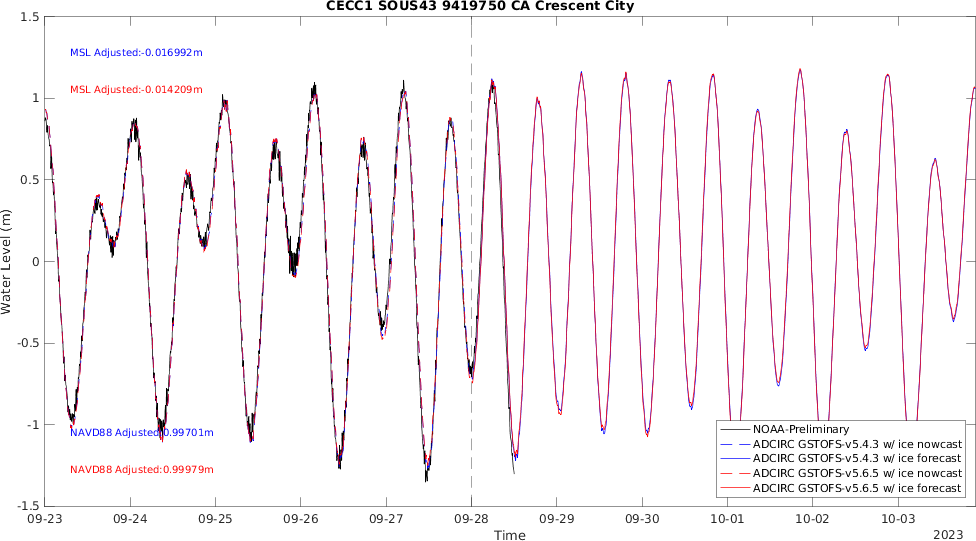 CECC1 SOUS43 9419750 CA Crescent City
1.5
1
0.5
0
-0.5
-1
-1.5
Water Level (m)
MSL Adjusted:-0.016992m
MSL Adjusted:-0.014209m
NAVD88 Adjusted:0.99701m
NAVD88 Adjusted:0.99979m
NOAA-Preliminary
ADCIRC GSTOFS-v5.4.3 w/ ice nowcast
ADCIRC GSTOFS-v5.4.3 w/ ice forecast
ADCIRC GSTOFS-v5.6.5 w/ ice nowcast
ADCIRC GSTOFS-v5.6.5 w/ ice forecast
09-23 09-24 09-25 09-26 09-27 09-28 09-29 09-30 10-01 10-02 10-03
Time
2023